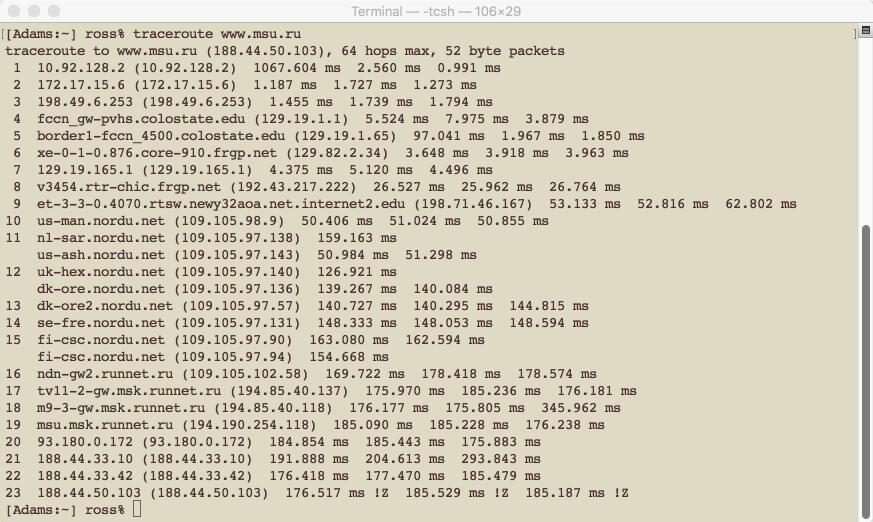 Terminal — -tcsh — 106×29
[[Adams:~] ross% traceroute www.msu.ru ]
traceroute to www.msu.ru (188.44.50.103), 64 hops max, 52 byte packets
 1  10.92.128.2 (10.92.128.2)  1067.604 ms  2.560 ms  0.991 ms
 2  172.17.15.6 (172.17.15.6)  1.187 ms  1.727 ms  1.273 ms
 3  198.49.6.253 (198.49.6.253)  1.455 ms  1.739 ms  1.794 ms
 4  fccn_gw-pvhs.colostate.edu (129.19.1.1)  5.524 ms  7.975 ms  3.879 ms
 5  border1-fccn_4500.colostate.edu (129.19.1.65)  97.041 ms  1.967 ms  1.850 ms
 6  xe-0-1-0.876.core-910.frgp.net (129.82.2.34)  3.648 ms  3.918 ms  3.963 ms
 7  129.19.165.1 (129.19.165.1)  4.375 ms  5.120 ms  4.496 ms
 8  v3454.rtr-chic.frgp.net (192.43.217.222)  26.527 ms  25.962 ms  26.764 ms
 9  et-3-3-0.4070.rtsw.newy32aoa.net.internet2.edu (198.71.46.167)  53.133 ms  52.816 ms  62.802 ms
10  us-man.nordu.net (109.105.98.9)  50.406 ms  51.024 ms  50.855 ms
11  nl-sar.nordu.net (109.105.97.138)  159.163 ms
    us-ash.nordu.net (109.105.97.143)  50.984 ms  51.298 ms
12  uk-hex.nordu.net (109.105.97.140)  126.921 ms
    dk-ore.nordu.net (109.105.97.136)  139.267 ms  140.084 ms
13  dk-ore2.nordu.net (109.105.97.57)  140.727 ms  140.295 ms  144.815 ms
14  se-fre.nordu.net (109.105.97.131)  148.333 ms  148.053 ms  148.594 ms
15  fi-csc.nordu.net (109.105.97.90)  163.080 ms  162.594 ms
    fi-csc.nordu.net (109.105.97.94)  154.668 ms
16  ndn-gw2.runnet.ru (109.105.102.58)  169.722 ms  178.418 ms  178.574 ms
17  tv11-2-gw.msk.runnet.ru (194.85.40.137)  175.970 ms  185.236 ms  176.181 ms
18  m9-3-gw.msk.runnet.ru (194.85.40.118)  176.177 ms  175.805 ms  345.962 ms
19  msu.msk.runnet.ru (194.190.254.118)  185.090 ms  185.228 ms  176.238 ms
20  93.180.0.172 (93.180.0.172)  184.854 ms  185.443 ms  175.883 ms
21  188.44.33.10 (188.44.33.10)  191.888 ms  204.613 ms  293.843 ms
22  188.44.33.42 (188.44.33.42)  176.418 ms  177.470 ms  185.479 ms
23  188.44.50.103 (188.44.50.103)  176.517 ms !Z  185.529 ms !Z  185.187 ms !Z
[Adams:~] ross%